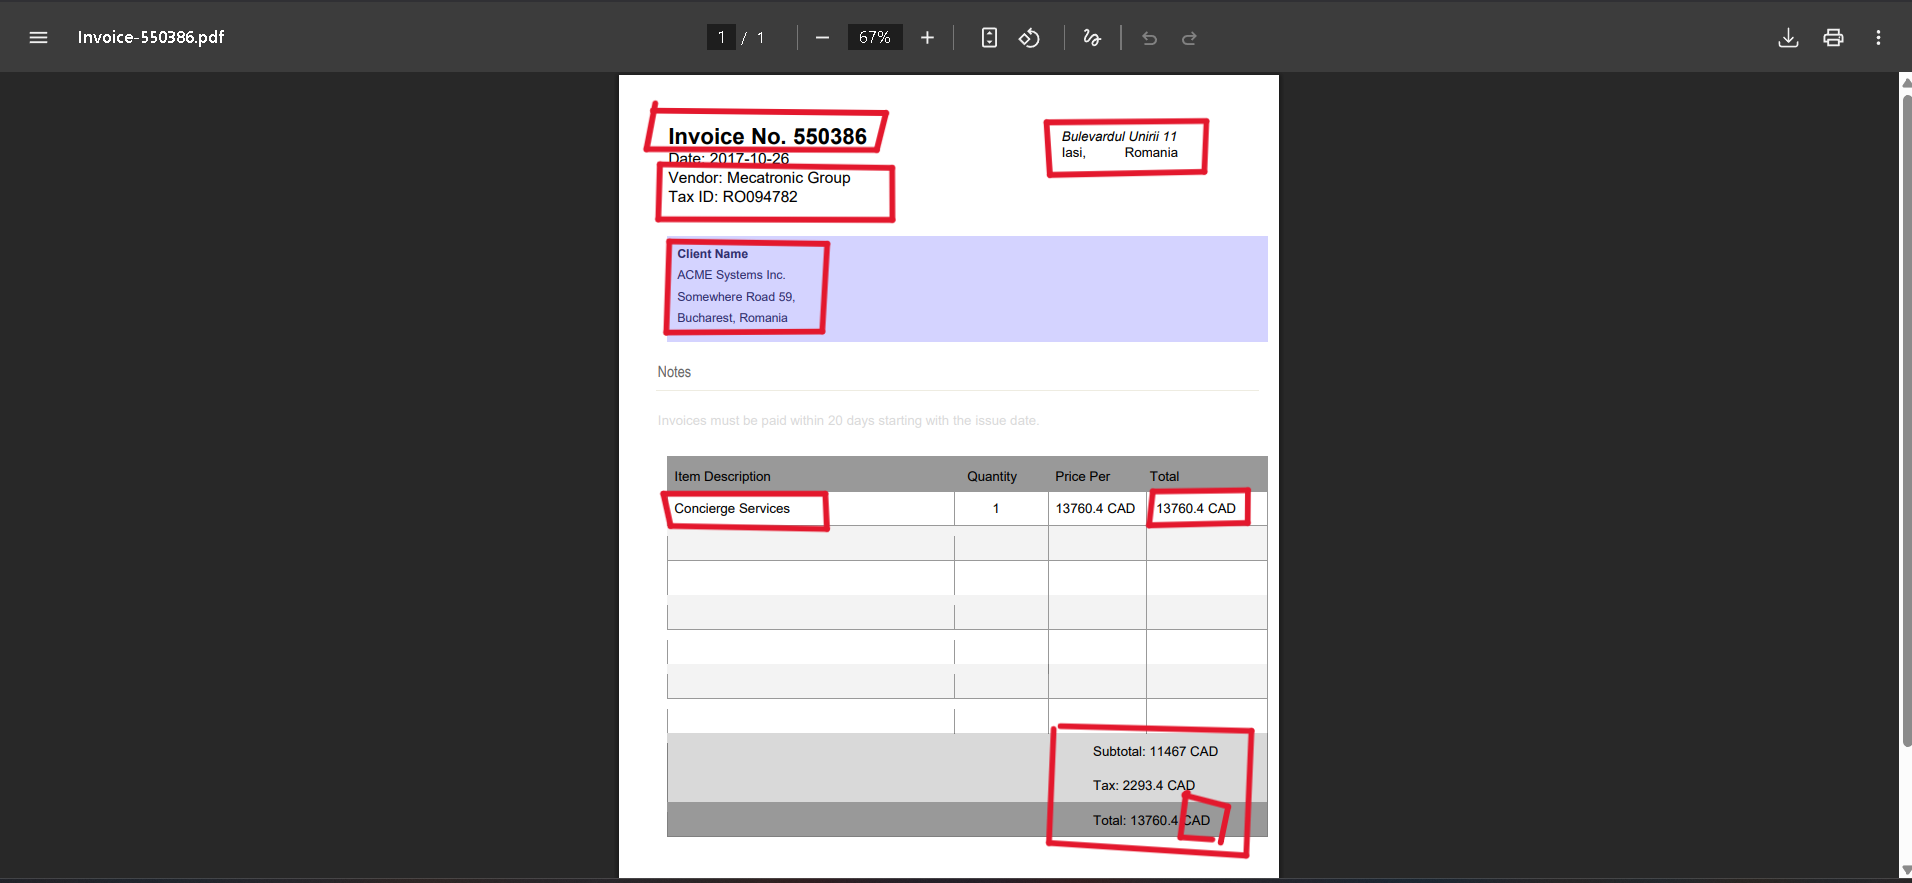 Invoice-550386.pdf
1 / 1
67%
Invoice No. 550386
Date: 2017-10-26
Vendor: Mecatronic Group
Tax ID: RO094782
Bulevardul Unirii 11
Iasi, Romania
Client Name
ACME Systems Inc.
Somewhere Road 59,
Bucharest, Romania
Notes
Invoices must be paid within 20 days starting with the issue date.
Item Description Quantity Price Per Total
Concierge Services 1 13760.4 CAD 13760.4 CAD
Subtotal: 11467 CAD
Tax: 2293.4 CAD
Total: 13760.4 CAD